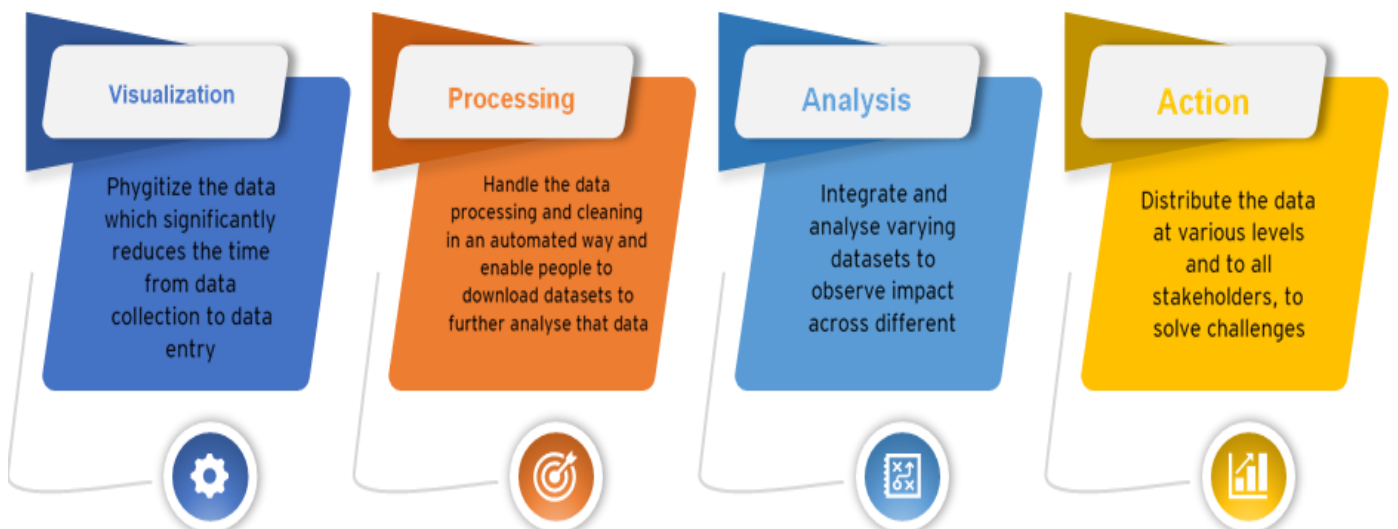 Visualization
Phygitize the data
which significantly
reduces the time
from data
collection to data
entry
Processing
Handle the data
processing and cleaning
in an automated way and
enable people to
download datasets to
further analyse that data
Analysis
Integrate and
analyse varying
datasets to
observe impact
across different
Action
Distribute the data
at various levels
and to all
stakeholders, to
solve challenges